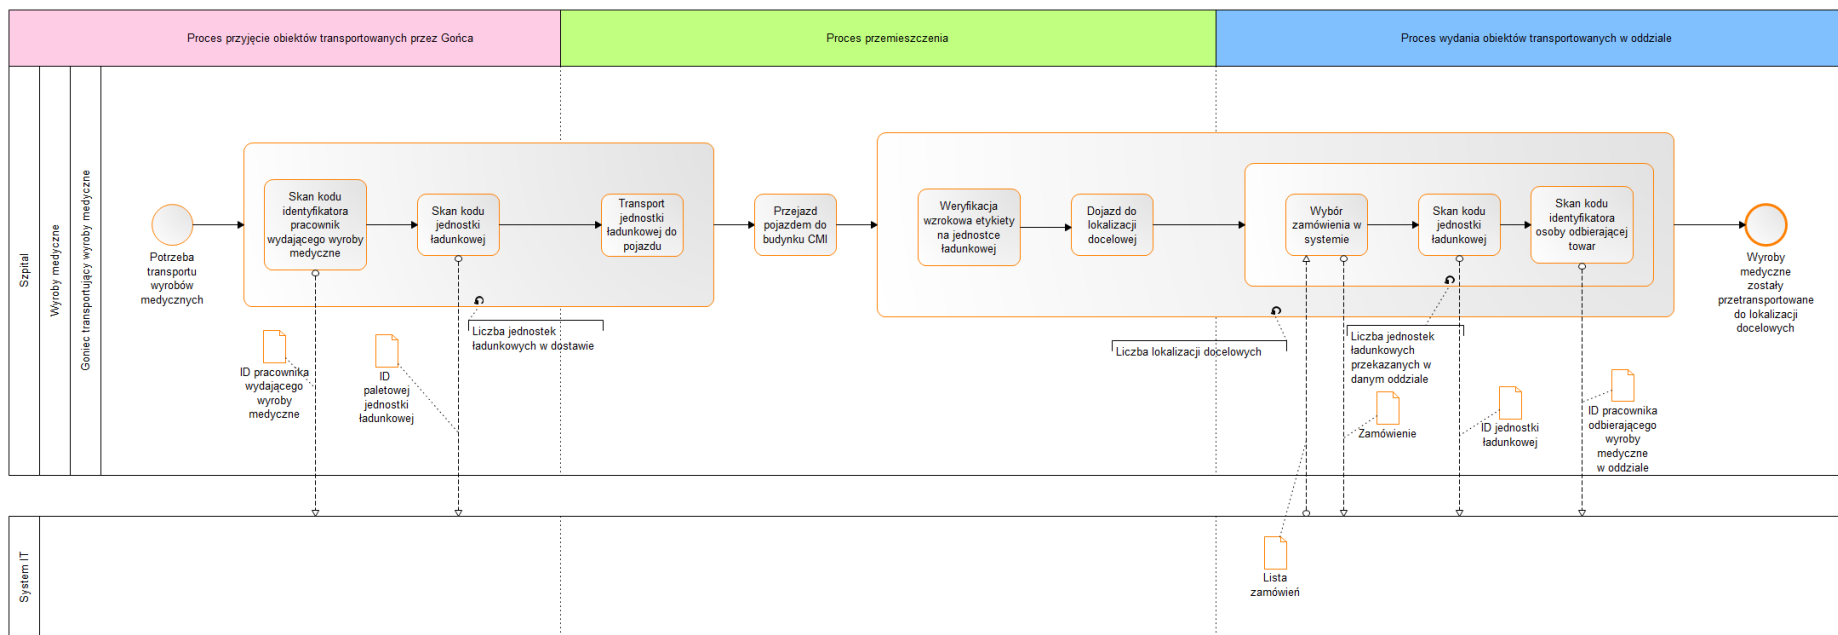 Proces przyjęcie obiektów transportowanych przez Gońca
Proces przemieszczenia
Proces wydania obiektów transportowanych w oddziale
Szpital
Wyroby medyczne
Goniec transportujący wyroby medyczne
Potrzeba
transportu
wyrobów
medycznych
Skan kodu
identyfikatora
pracownik
wydającego wyroby
medyczne
Skan kodu
jednostki
ładunkowej
Transport
jednostki
ładunkowej do
pojazdu
Przejazd
pojazdem do
budynku CMI
Weryfikacja
wzrokowa etykiety
na jednostce
ładunkowej
Dojazd do
lokalizacji
docelowej
Wybór
zamówienia w
systemie
Skan kodu
jednostki
ładunkowej
Skan kodu
identyfikatora
osoby odbierającej
towar
Wyroby
medyczne
zostały
przetransportowane
do lokalizacji
docelowych
Liczba jednostek
ładunkowych w dostawie
Liczba lokalizacji docelowych
Liczba jednostek
ładunkowych
przekazanych w
danym oddziale
ID pracownika
wydającego
wyroby
medyczne
ID
paletowej
jednostki
ładunkowej
Zamówienie
ID jednostki
ładunkowej
ID pracownika
odbierającego
wyroby
medyczne
w oddziale
System IT
Lista
zamówień